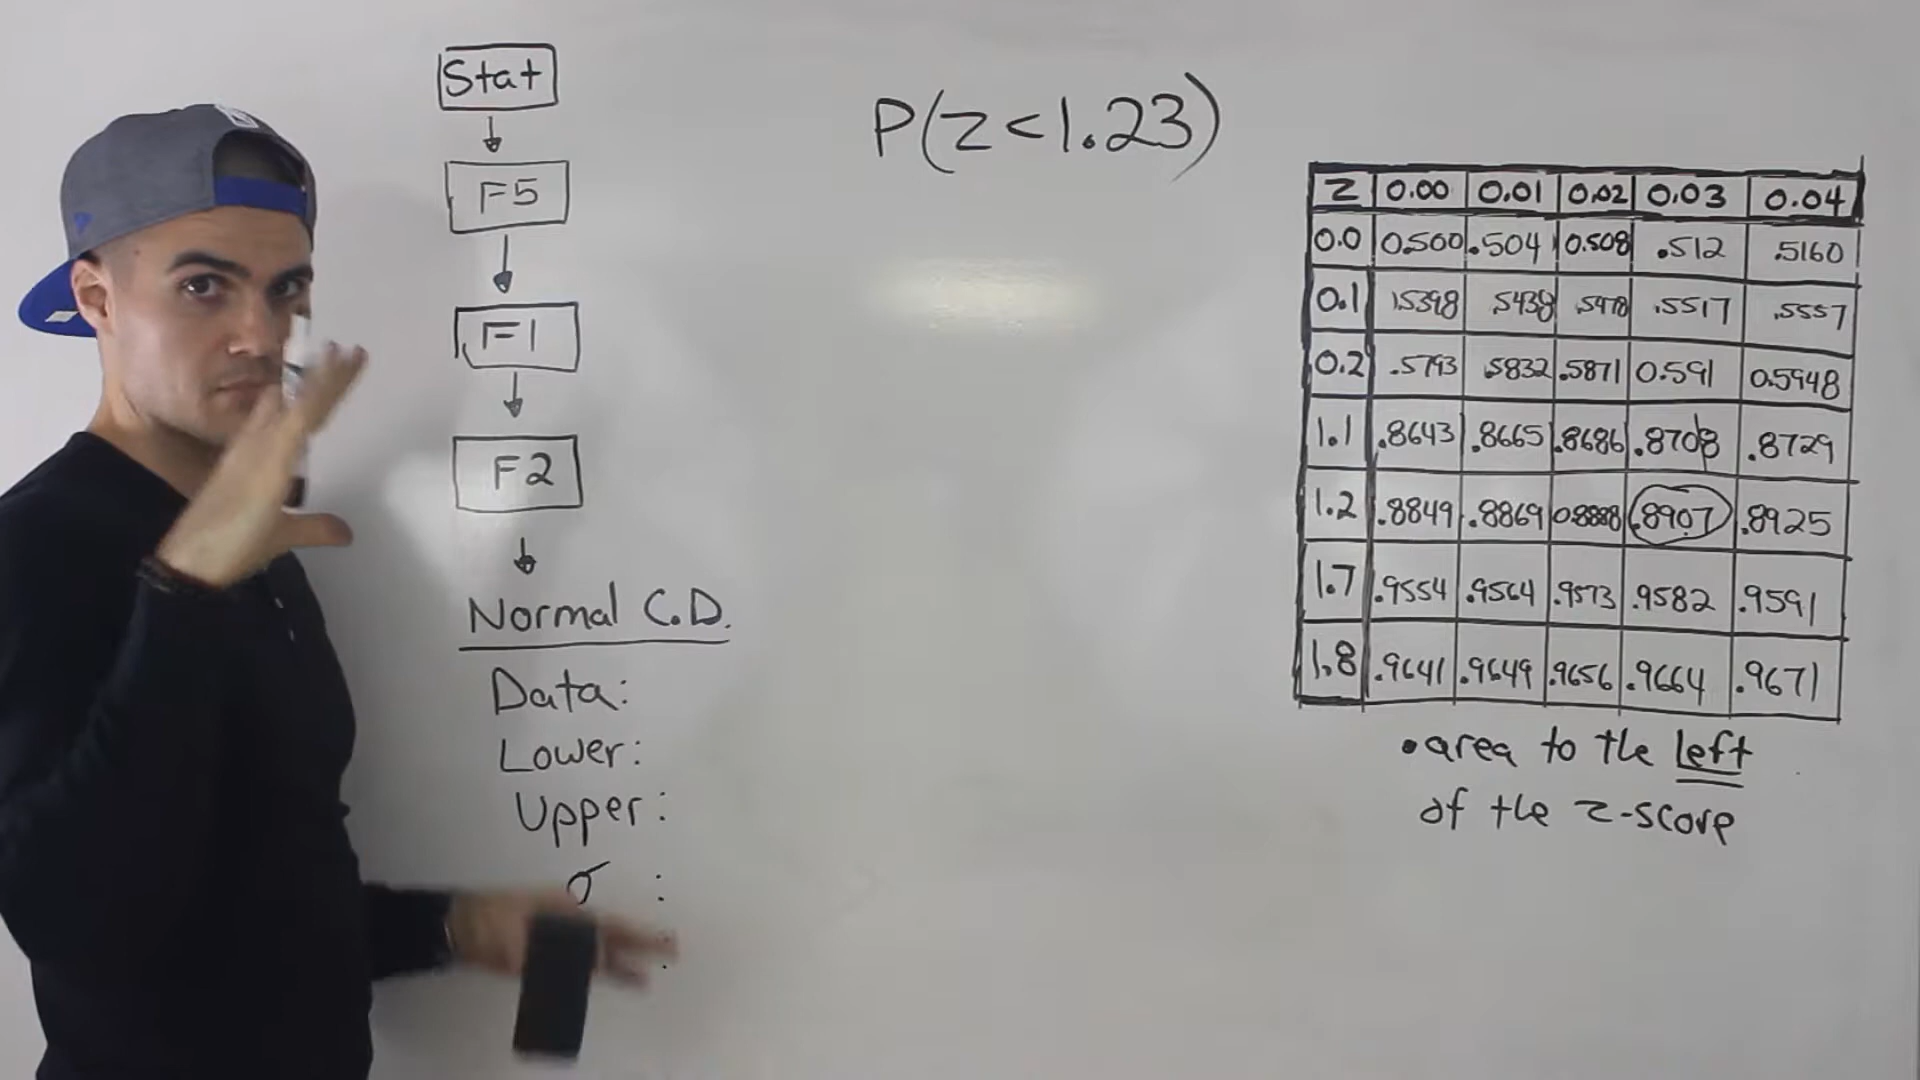 Stat
F5
F1
F2
Normal C.D.
Data:
Lower:
Upper:
σ :
:
P(z<1.23)
z 0.00 0.01 0.02 0.03 0.04
0.0 0.500 .504 0.508 .512 .5160
0.1 .5398 .5438 .5478 .5517 .5557
0.2 .5793 .5832 .5871 0.591 0.5948
1.1 .8643 .8665 .8686 .8708 .8729
1.2 .8849 .8869 0.8888 .8907 .8925
1.7 .9554 .9564 .9573 .9582 .9591
1.8 .9641 .9649 .9656 .9664 .9671
•area to the left
of the z-score